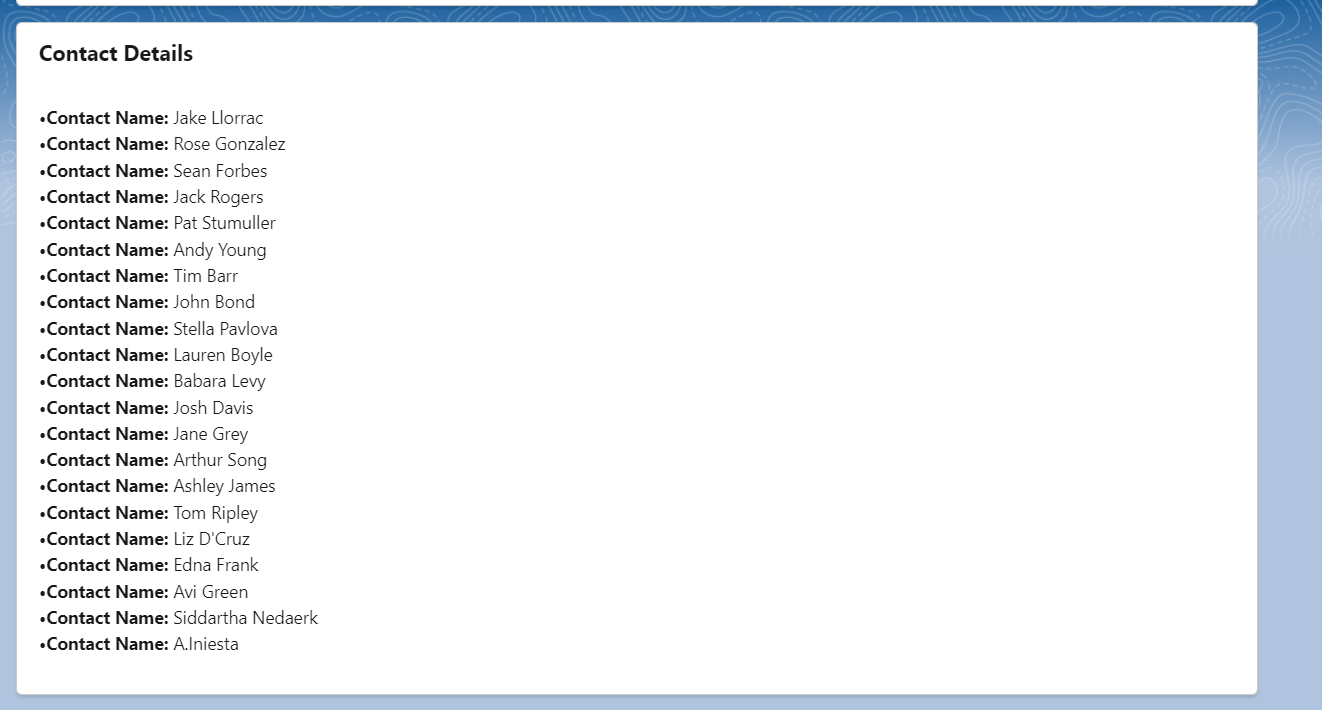 Contact Details
•Contact Name: Jake Llorrac
•Contact Name: Rose Gonzalez
•Contact Name: Sean Forbes
•Contact Name: Jack Rogers
•Contact Name: Pat Stumuller
•Contact Name: Andy Young
•Contact Name: Tim Barr
•Contact Name: John Bond
•Contact Name: Stella Pavlova
•Contact Name: Lauren Boyle
•Contact Name: Babara Levy
•Contact Name: Josh Davis
•Contact Name: Jane Grey
•Contact Name: Arthur Song
•Contact Name: Ashley James
•Contact Name: Tom Ripley
•Contact Name: Liz D'Cruz
•Contact Name: Edna Frank
•Contact Name: Avi Green
•Contact Name: Siddartha Nedaerk
•Contact Name: A.Iniesta